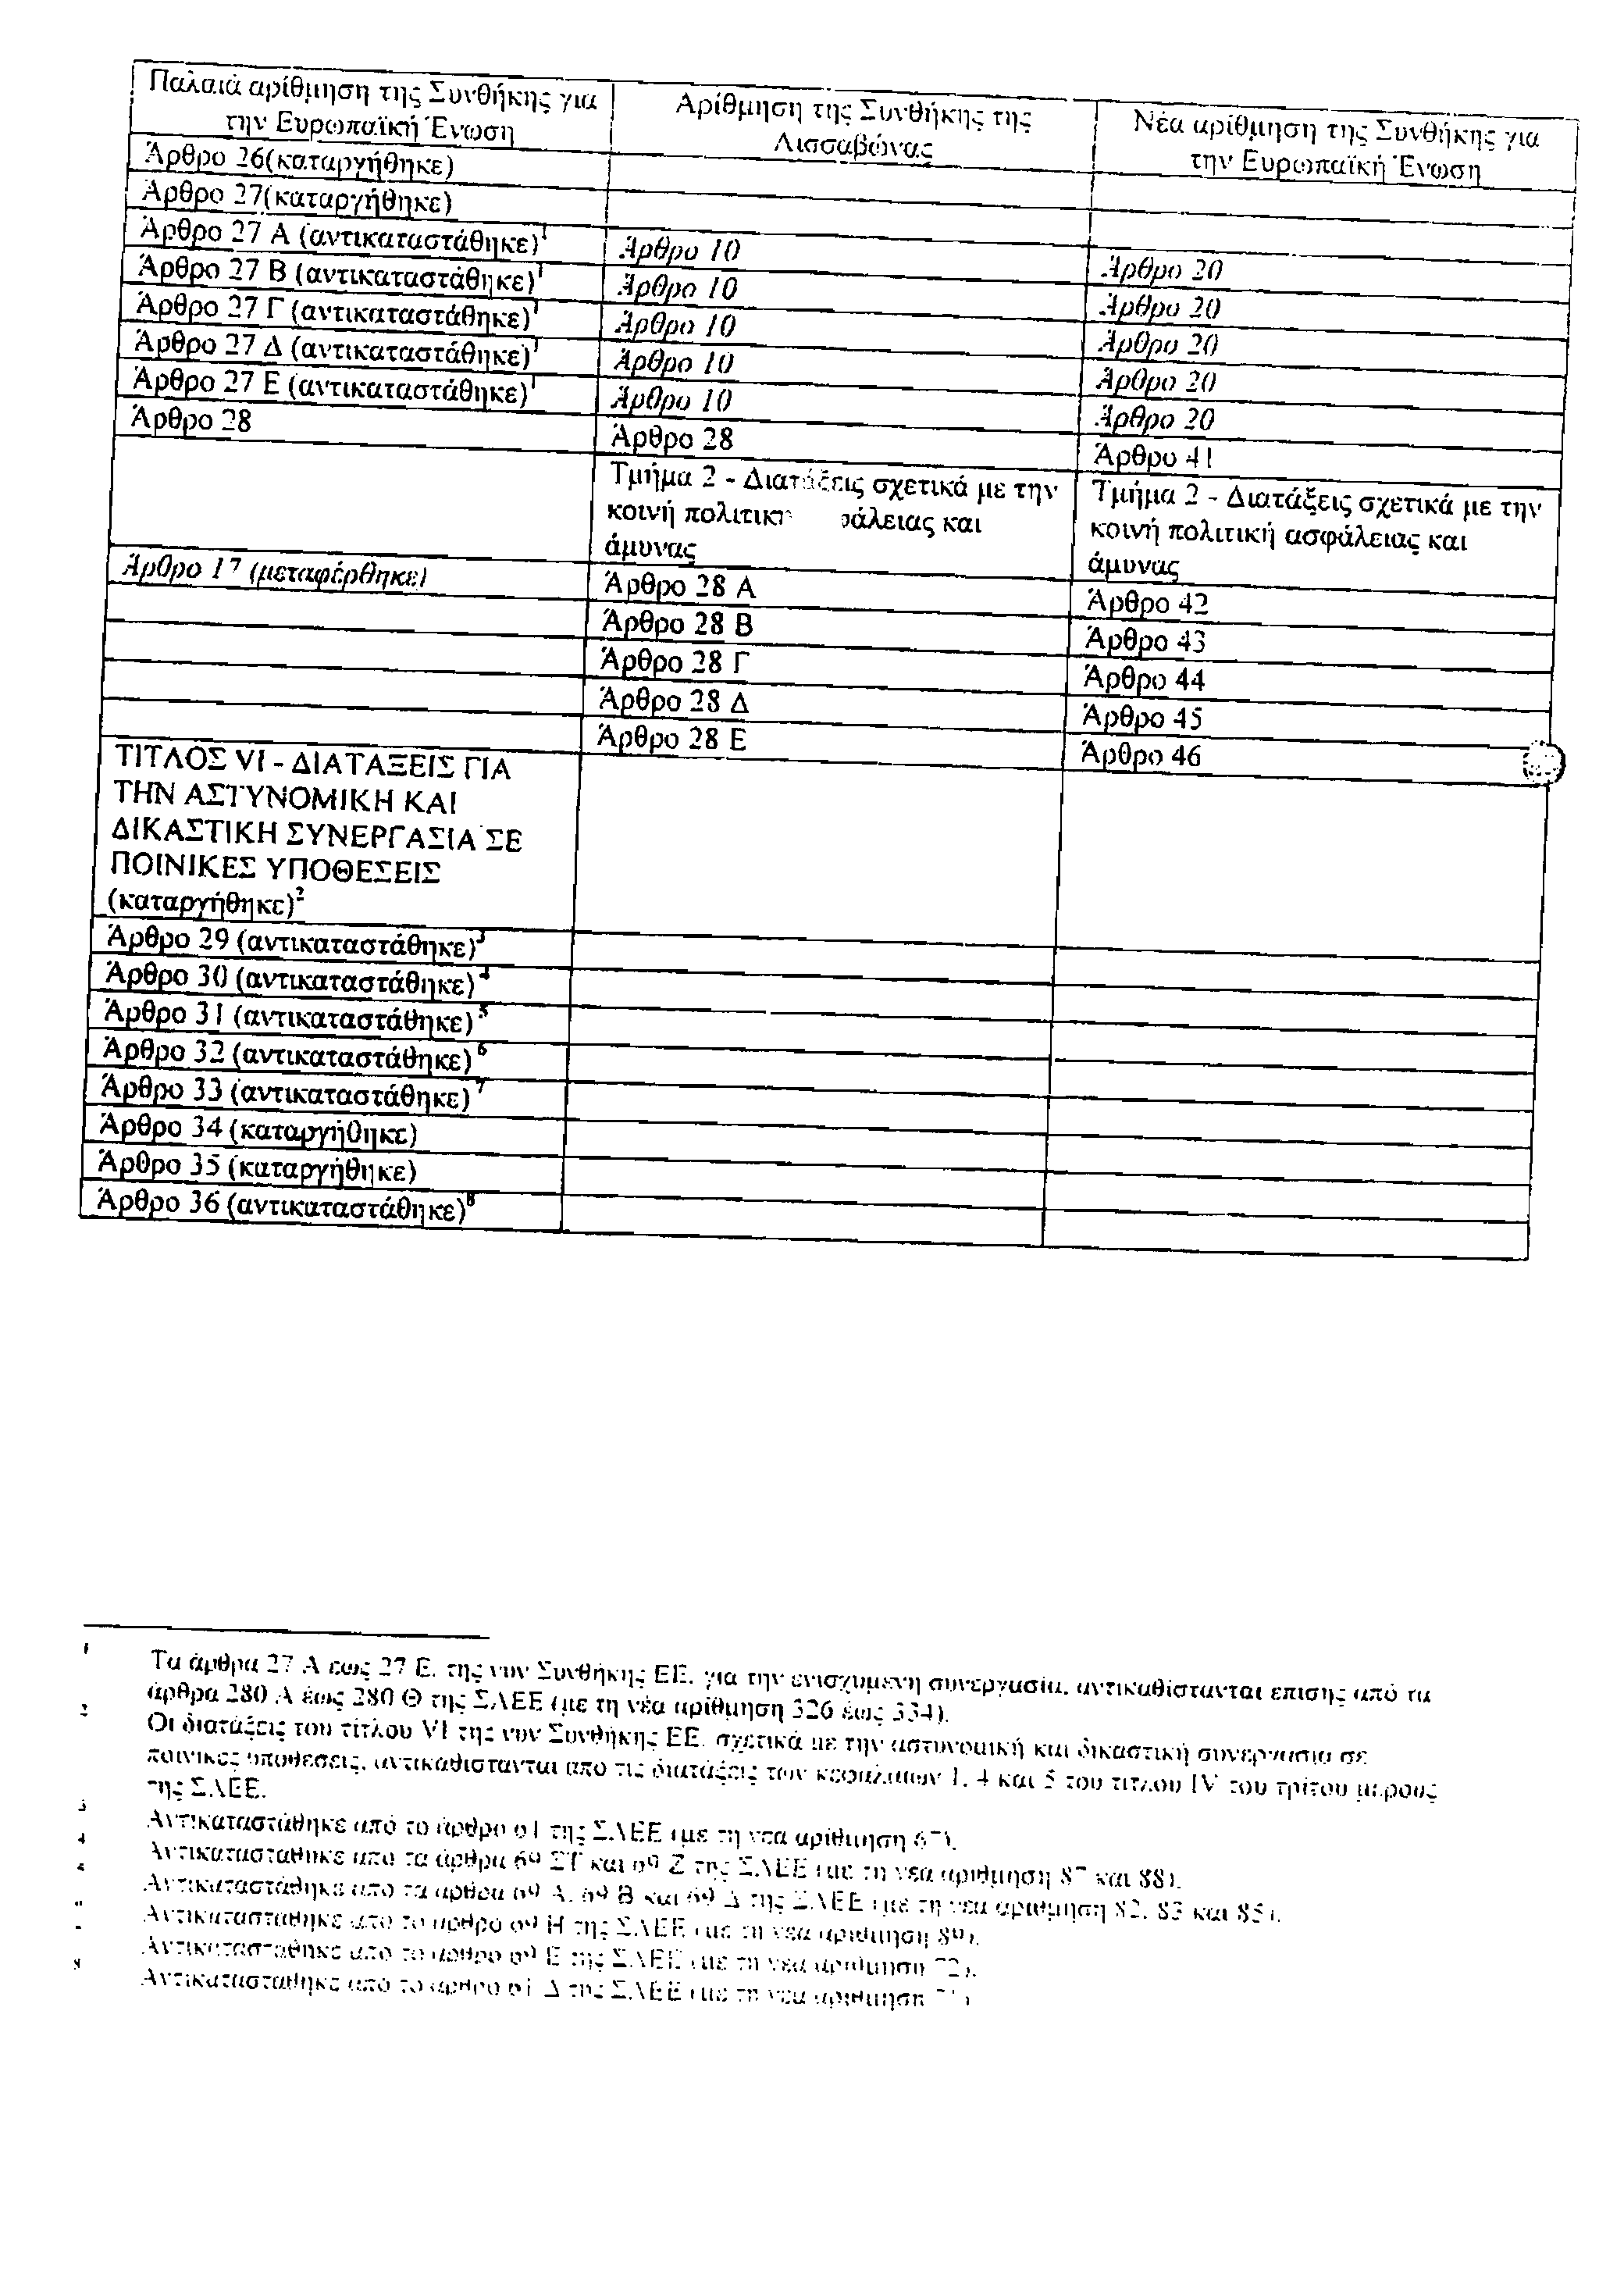 Παλαιά αρίθμηση της Συνθήκης για
την Ευρωπαϊκή Ένωση
Αρίθμηση της Συνθήκης της
Λισσαβώνας
Νέα αρίθμηση της Συνθήκης για
την Ευρωπαϊκή Ένωση
Άρθρο 26(καταργήθηκε)
Άρθρο 27(καταργήθηκε)
Άρθρο 27 Α (αντικαταστάθηκε)1 Άρθρο 10 Άρθρο 20
Άρθρο 27 Β (αντικαταστάθηκε)1 Άρθρο 10 Άρθρο 20
Άρθρο 27 Γ (αντικαταστάθηκε)1 Άρθρο 10 Άρθρο 20
Άρθρο 27 Δ (αντικαταστάθηκε)1 Άρθρο 10 Άρθρο 20
Άρθρο 27 Ε (αντικαταστάθηκε)1 Άρθρο 10 Άρθρο 20
Άρθρο 28 Άρθρο 28 Άρθρο 41
Τμήμα 2 - Διατάξεις σχετικά με την
κοινή πολιτικ άλειας και
άμυνας
Τμήμα 2 - Διατάξεις σχετικά με την
κοινή πολιτική ασφάλειας και
άμυνας
Άρθρο 17 (μεταφέρθηκε) Άρθρο 28 Α Άρθρο 42
Άρθρο 28 Β Άρθρο 43
Άρθρο 28 Γ Άρθρο 44
Άρθρο 28 Δ Άρθρο 45
Άρθρο 28 Ε Άρθρο 46
ΤΙΤΛΟΣ VI - ΔΙΑΤΑΞΕΙΣ ΓΙΑ
ΤΗΝ ΑΣΤΥΝΟΜΙΚΗ ΚΑΙ
ΔΙΚΑΣΤΙΚΗ ΣΥΝΕΡΓΑΣΙΑ ΣΕ
ΠΟΙΝΙΚΕΣ ΥΠΟΘΕΣΕΙΣ
(καταργήθηκε)2
Άρθρο 29 (αντικαταστάθηκε)3
Άρθρο 30 (αντικαταστάθηκε)4
Άρθρο 31 (αντικαταστάθηκε)5
Άρθρο 32 (αντικαταστάθηκε)6
Άρθρο 33 (αντικαταστάθηκε)7
Άρθρο 34 (καταργήθηκε)
Άρθρο 35 (καταργήθηκε)
Άρθρο 36 (αντικαταστάθηκε)8
1 Τα άρθρα 27 Α έως 27 Ε, της νυν Συνθήκης ΕΕ, για την ενισχυμένη συνεργασία, αντικαθίστανται επίσης από τα
άρθρα 280 Α έως 280 Θ της ΣΛΕΕ (με τη νέα αρίθμηση 326 έως 334).
2 Οι διατάξεις του τίτλου VI της νυν Συνθήκης ΕΕ, σχετικά με την αστυνομική και δικαστική συνεργασία σε
ποινικές υποθέσεις, αντικαθίστανται από τις διατάξεις των κεφαλαίων 1, 4 και 5 του τίτλου IV του τρίτου μέρους
της ΣΛΕΕ.
3 Αντικαταστάθηκε από το άρθρο 61 της ΣΛΕΕ (με τη νέα αρίθμηση 67).
4 Αντικαταστάθηκε από τα άρθρα 69 ΣΤ και 69 Ζ της ΣΛΕΕ (με τη νέα αρίθμηση 87 και 88).
5 Αντικαταστάθηκε από τα άρθρα 69 Α, 69 Β και 69 Δ της ΣΛΕΕ (με τη νέα αρίθμηση 82, 83 και 85).
Αντικαταστάθηκε από το άρθρο 69 Η της ΣΛΕΕ (με τη νέα αρίθμηση 89).
Αντικαταστάθηκε από το άρθρο Ε της ΣΛΕΕ (με τη νέα αρίθμηση 72).
8 Αντικαταστάθηκε από το άρθρο 61 Δ της ΣΛΕΕ (με τη νέα αρίθμηση